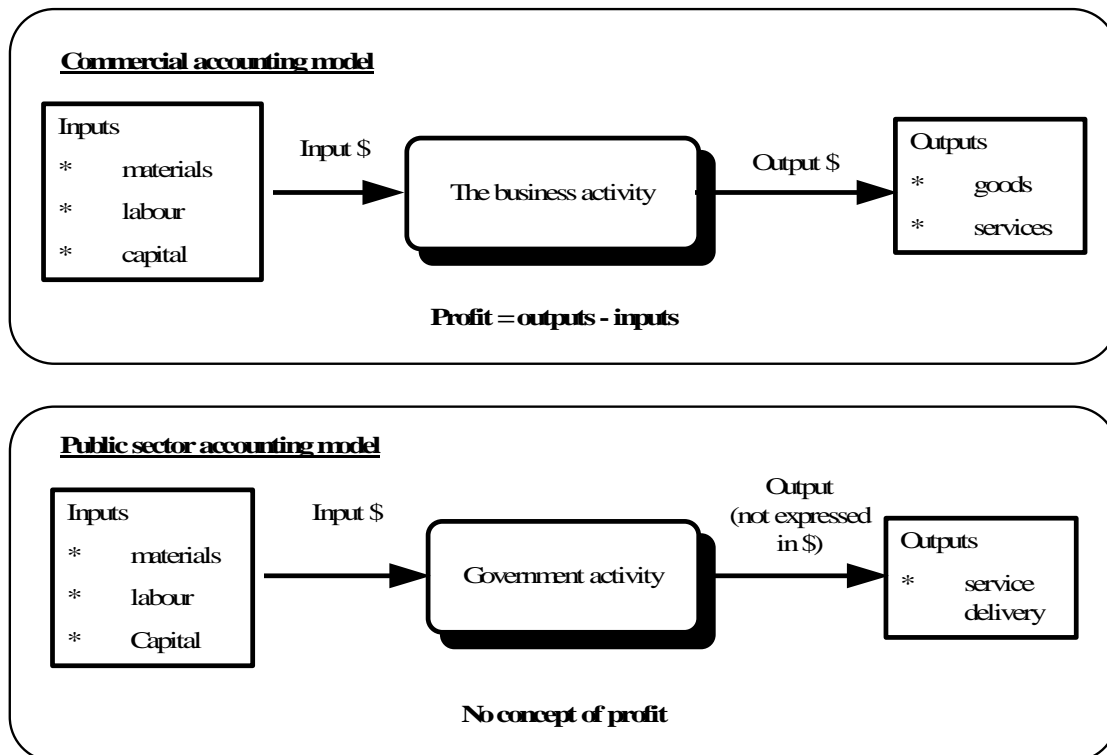 Commercial accounting model
Inputs
* materials
* labour
* capital
Input $
The business activity
Output $
Outputs
* goods
* services
Profit = outputs - inputs
Public sector accounting model
Inputs
* materials
* labour
* Capital
Input $
Government activity
Output
(not expressed
in $)
Outputs
* service
delivery
No concept of profit